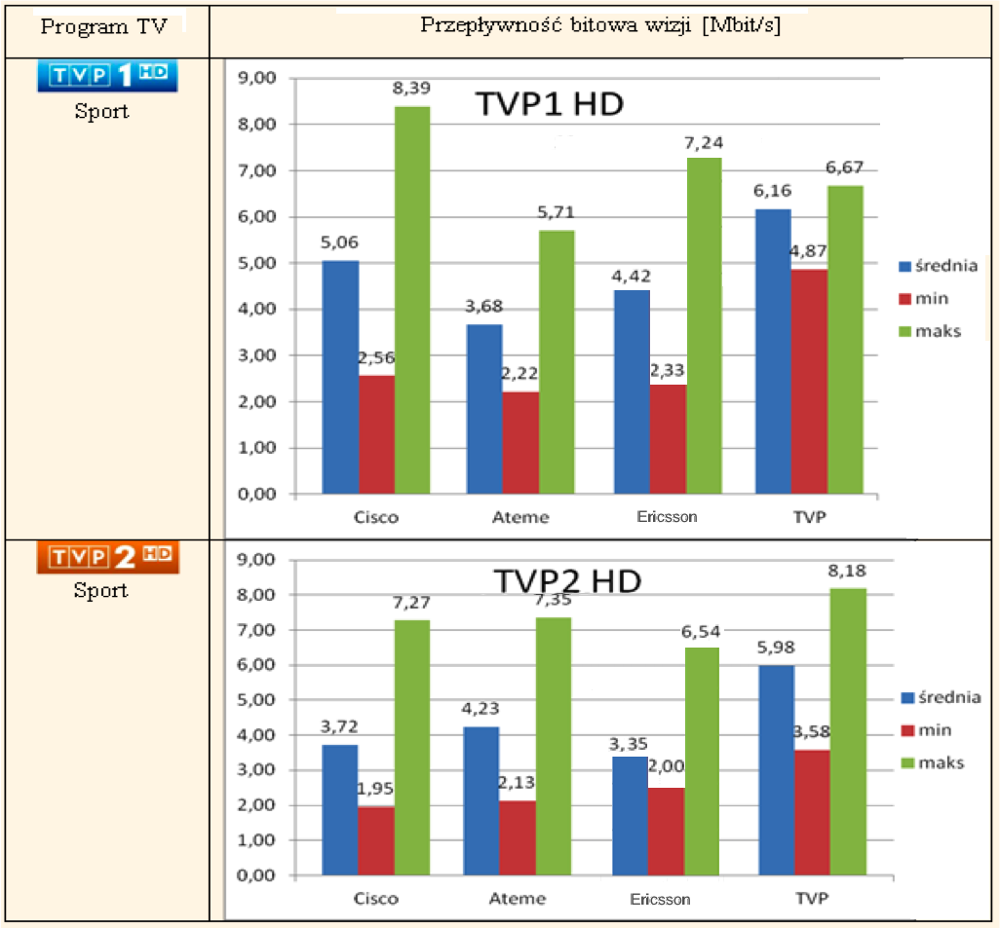 Program TV
Przepływność bitowa wizji [Mbit/s]
TVP 1 HD
Sport
TVP1 HD
9,00
8,00
7,00
6,00
5,00
4,00
3,00
2,00
1,00
0,00
5,06
2,56
8,39
3,68
2,22
5,71
4,42
2,33
7,24
6,16
4,87
6,67
Cisco
Ateme
Ericsson
TVP
średnia
min
maks
TVP 2 HD
Sport
TVP2 HD
9,00
8,00
7,00
6,00
5,00
4,00
3,00
2,00
1,00
0,00
3,72
1,95
7,27
4,23
2,13
7,35
3,35
2,00
6,54
5,98
3,58
8,18
Cisco
Ateme
Ericsson
TVP
średnia
min
maks